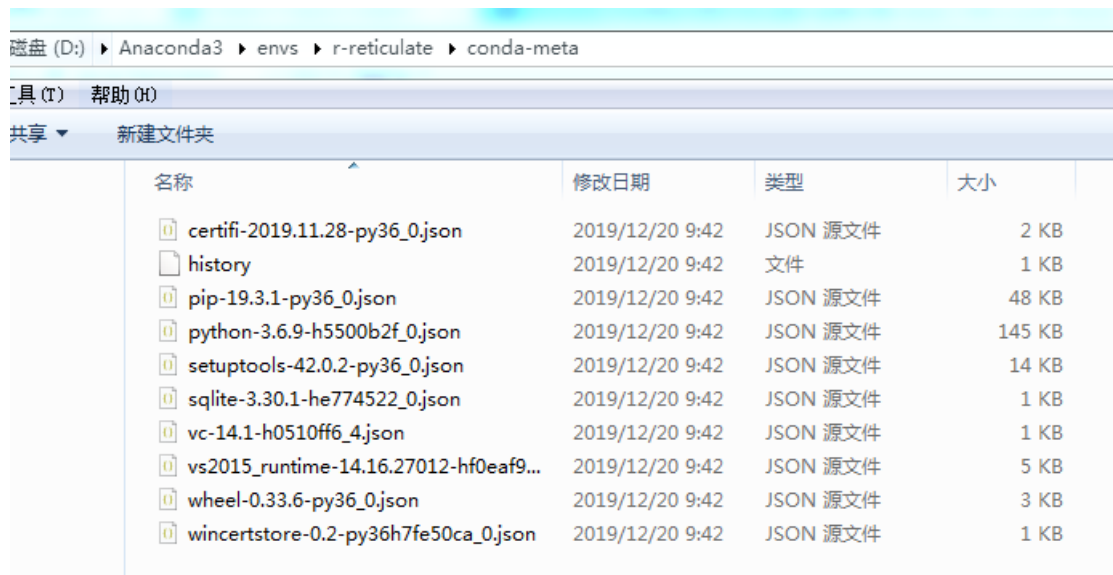 磁盘 (D:) Anaconda3 envs r-reticulate conda-meta
具(T) 帮助(H)
共享 新建文件夹
名称 修改日期 类型 大小
certifi-2019.11.28-py36_0.json 2019/12/20 9:42 JSON 源文件 2 KB
history 2019/12/20 9:42 文件 1 KB
pip-19.3.1-py36_0.json 2019/12/20 9:42 JSON 源文件 48 KB
python-3.6.9-h5500b2f_0.json 2019/12/20 9:42 JSON 源文件 145 KB
setuptools-42.0.2-py36_0.json 2019/12/20 9:42 JSON 源文件 14 KB
sqlite-3.30.1-he774522_0.json 2019/12/20 9:42 JSON 源文件 1 KB
vc-14.1-h0510ff6_4.json 2019/12/20 9:42 JSON 源文件 1 KB
vs2015_runtime-14.16.27012-hf0eaf9... 2019/12/20 9:42 JSON 源文件 5 KB
wheel-0.33.6-py36_0.json 2019/12/20 9:42 JSON 源文件 3 KB
wincertstore-0.2-py36h7fe50ca_0.json 2019/12/20 9:42 JSON 源文件 1 KB